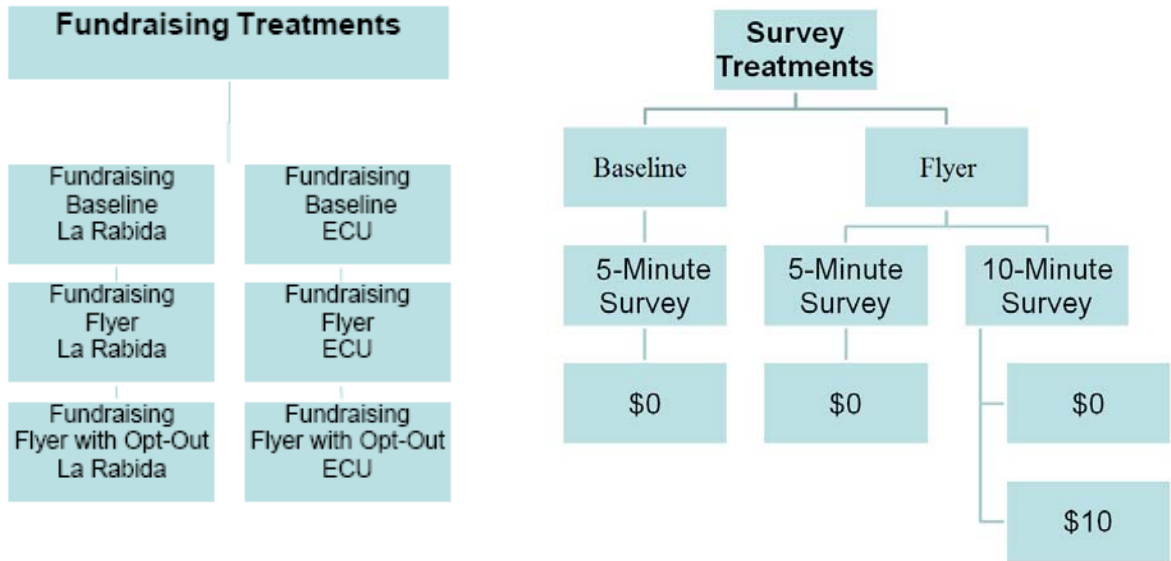 Fundraising Treatments
Fundraising
Baseline
La Rabida
Fundraising
Baseline
ECU
Fundraising
Flyer
La Rabida
Fundraising
Flyer
ECU
Fundraising
Flyer with Opt-Out
La Rabida
Fundraising
Flyer with Opt-Out
ECU
Survey
Treatments
Baseline
Flyer
5-Minute
Survey
5-Minute
Survey
10-Minute
Survey
$0
$0
$0
$10